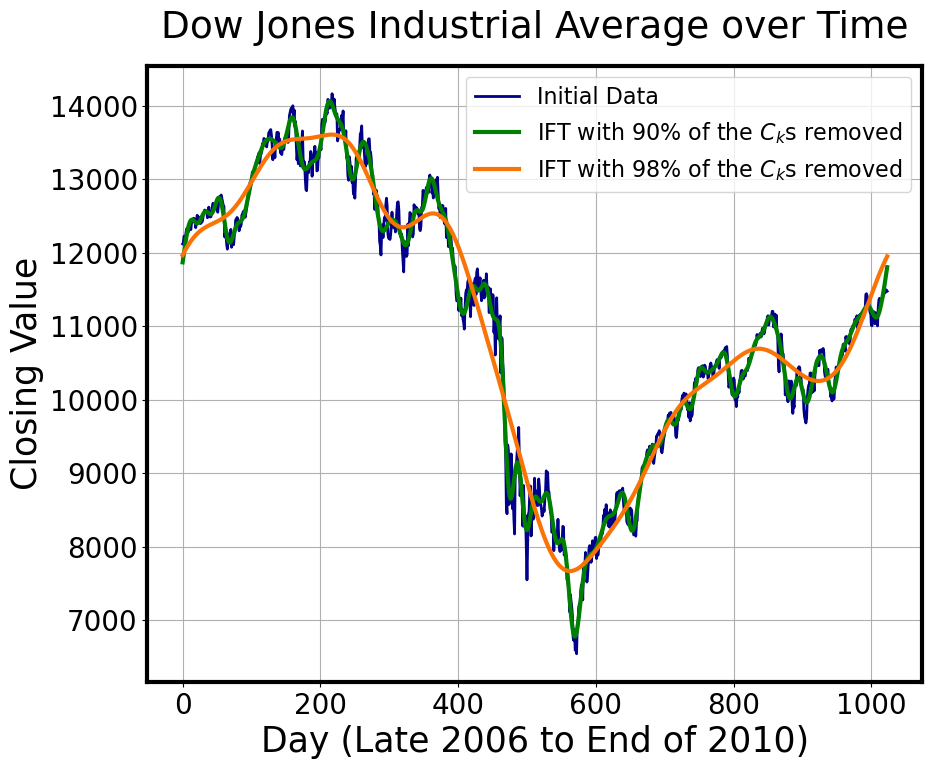 Dow Jones Industrial Average over Time
Initial Data
IFT with 90% of the Cₖs removed
IFT with 98% of the Cₖs removed
14000
13000
12000
11000
10000
9000
8000
7000
Closing Value
0 200 400 600 800 1000
Day (Late 2006 to End of 2010)